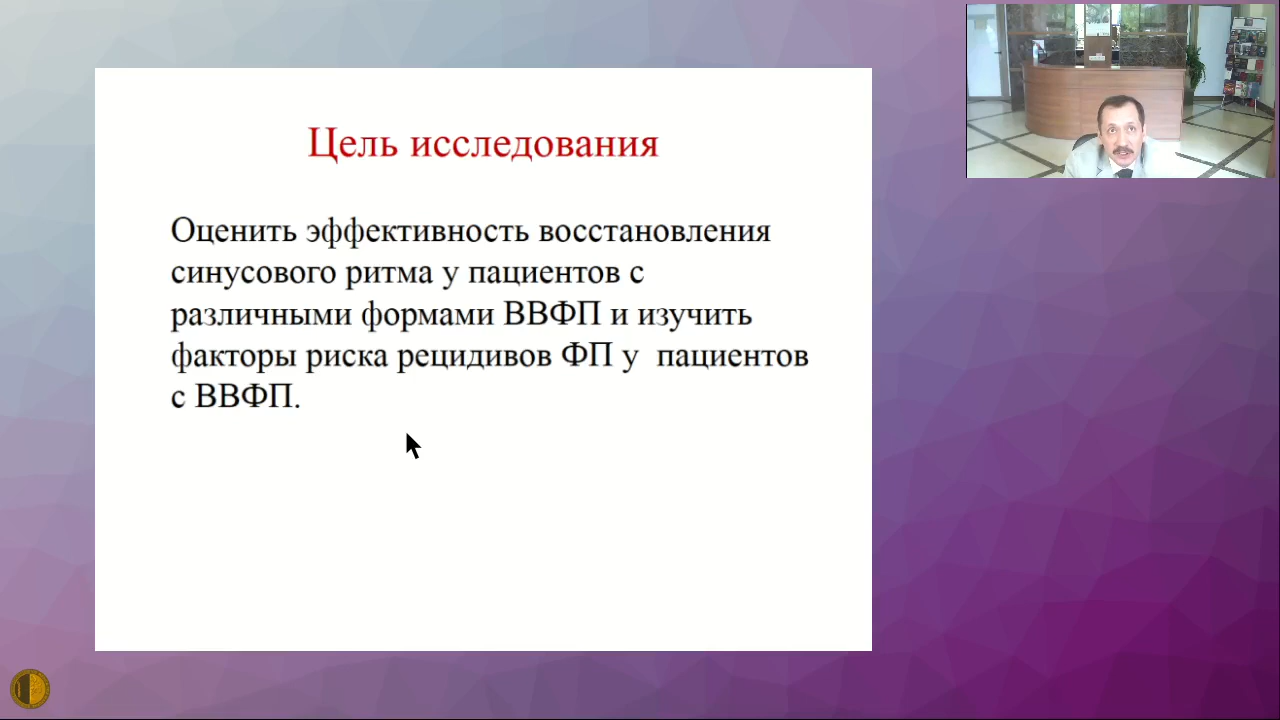 Цель исследования
Оценить эффективность восстановления
синусового ритма у пациентов с
различными формами ВВФП и изучить
факторы риска рецидивов ФП у пациентов
с ВВФП.